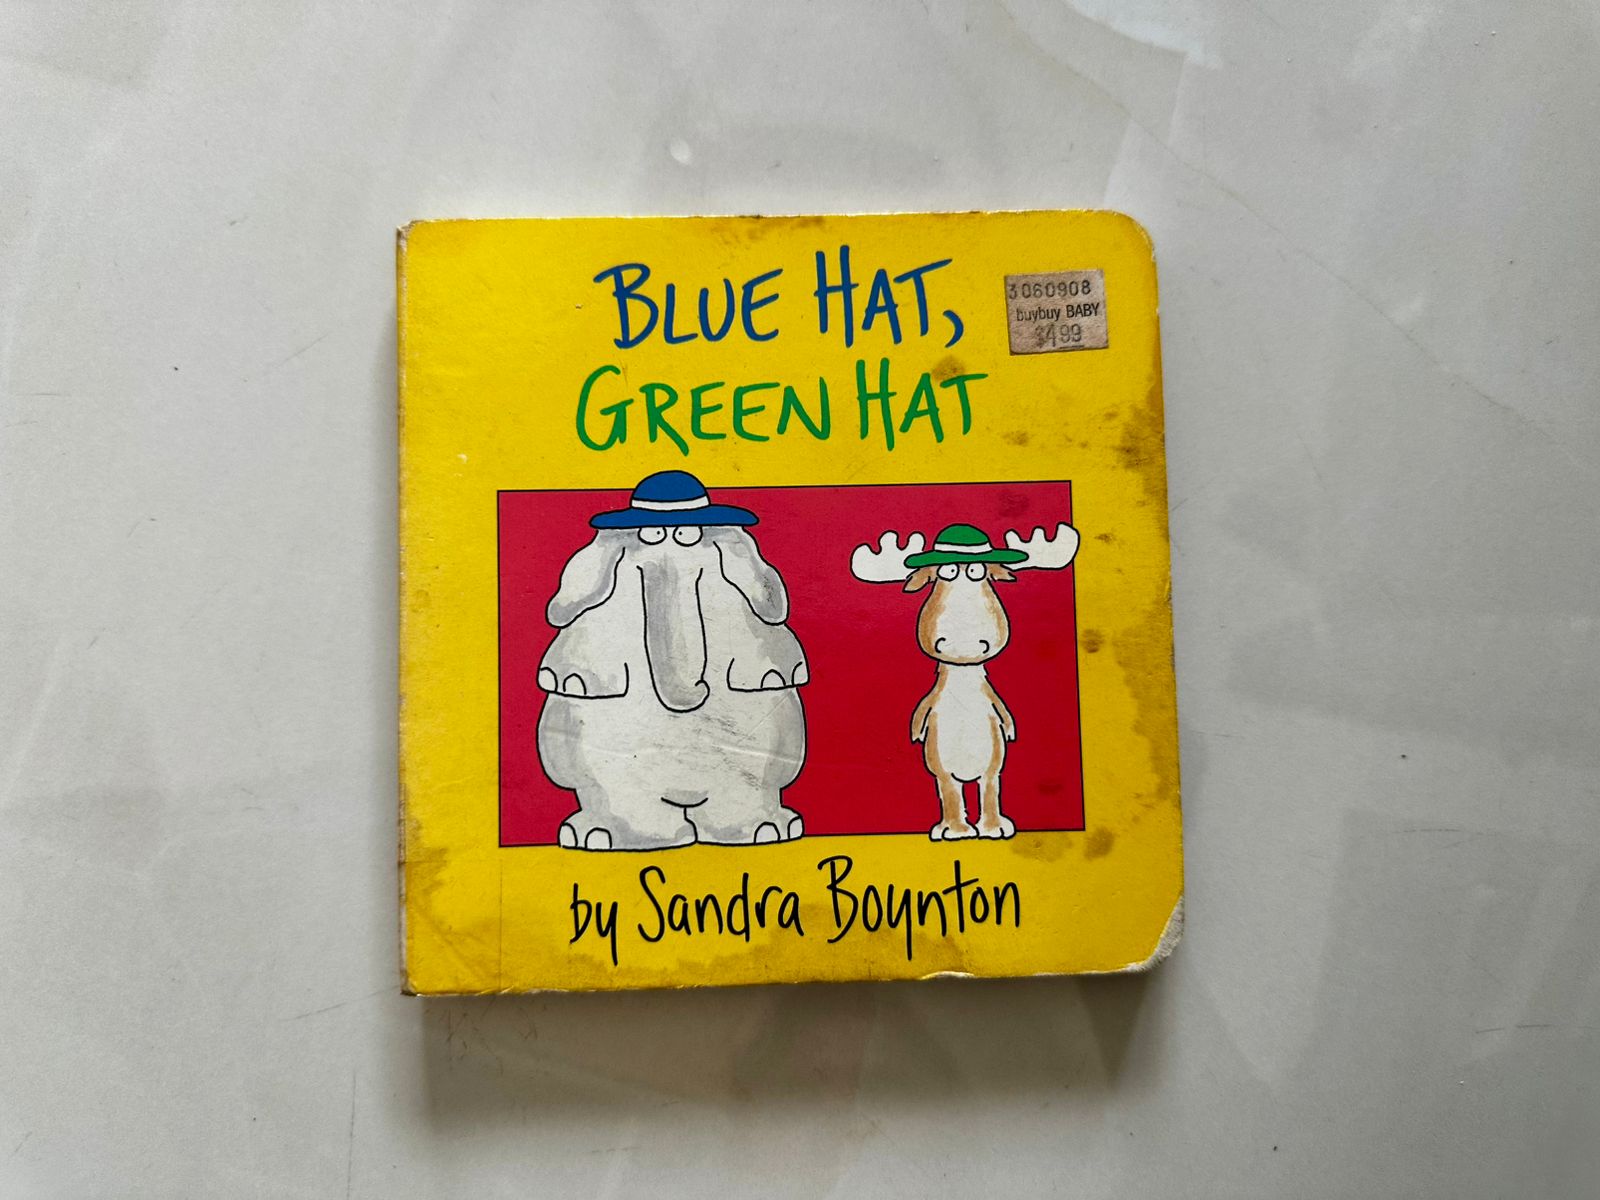 BLUE HAT,
GREEN HAT
3060908
buybuy BABY
$4.99
by Sandra Boynton